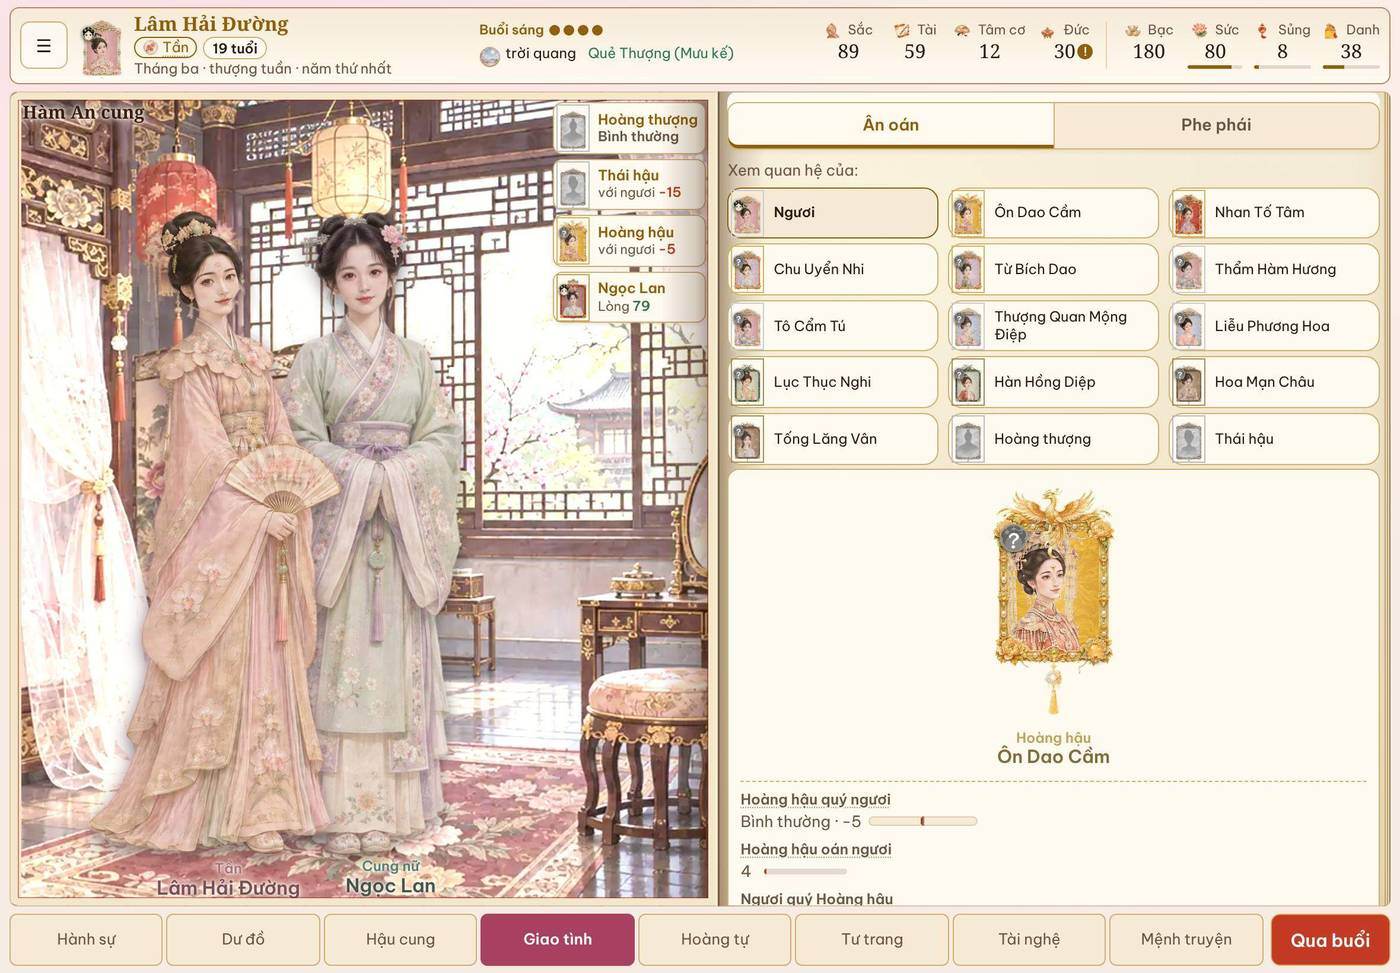 ☰
Lâm Hải Đường
Tần
19 tuổi
Tháng ba · thượng tuần · năm thứ nhất
Buổi sáng
trời quang
Quẻ Thượng (Mưu kế)
Sắc
89
Tài
59
Tâm cơ
12
Đức
30
!
Bạc
180
Sức
80
Sủng
8
Danh
38
Hàm An cung
Hoàng thượng
Bình thường
Thái hậu
với ngươi -15
Hoàng hậu
với ngươi -5
Ngọc Lan
Lòng 79
Tần
Lâm Hải Đường
Cung nữ
Ngọc Lan
Ân oán
Phe phái
Xem quan hệ của:
Ngươi
Ôn Dao Cầm
Nhan Tố Tâm
Chu Uyển Nhi
Từ Bích Dao
Thẩm Hàm Hương
Tô Cẩm Tú
Thượng Quan Mộng
Điệp
Liễu Phương Hoa
Lục Thục Nghi
Hàn Hồng Diệp
Hoa Mạn Châu
Tống Lăng Vân
Hoàng thượng
Thái hậu
?
Hoàng hậu
Ôn Dao Cầm
Hoàng hậu quý ngươi
Bình thường · -5
Hoàng hậu oán ngươi
4
Ngươi quý Hoàng hậu
Hành sự
Dư đồ
Hậu cung
Giao tình
Hoàng tự
Tư trang
Tài nghệ
Mệnh truyện
Qua buổi